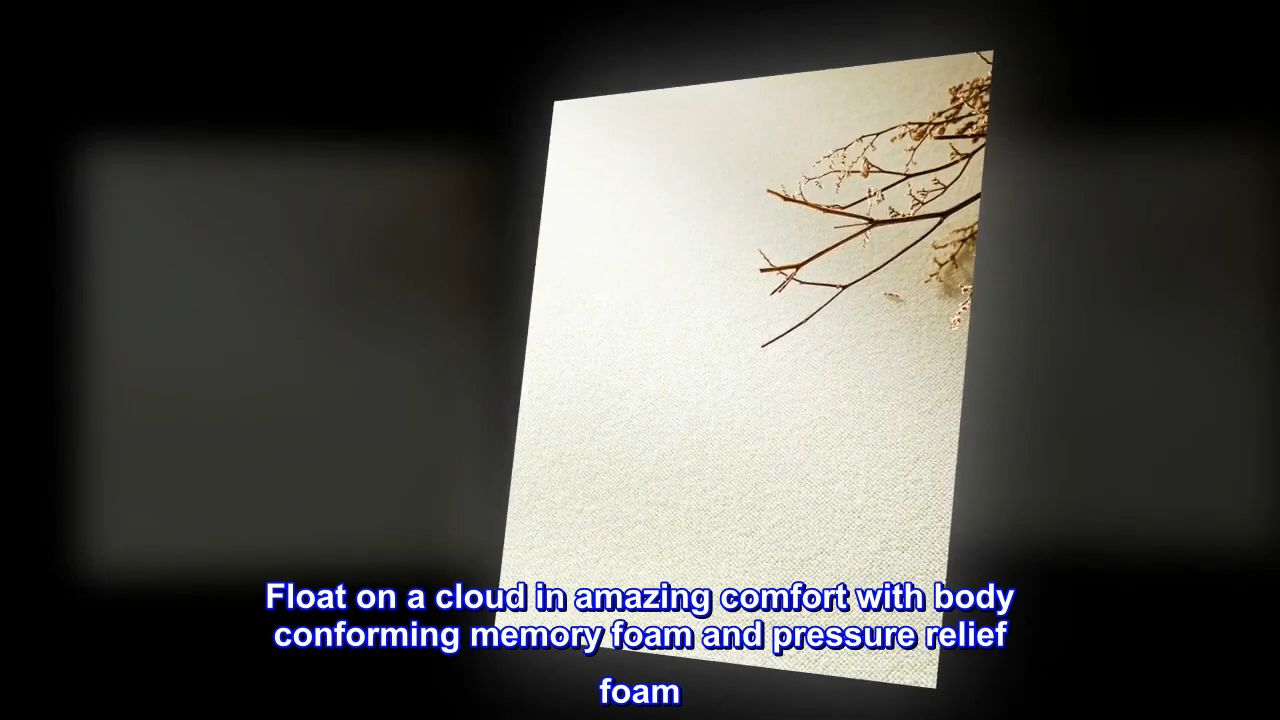 Float on a cloud in amazing comfort with body
conforming memory foam and pressure relief
foam